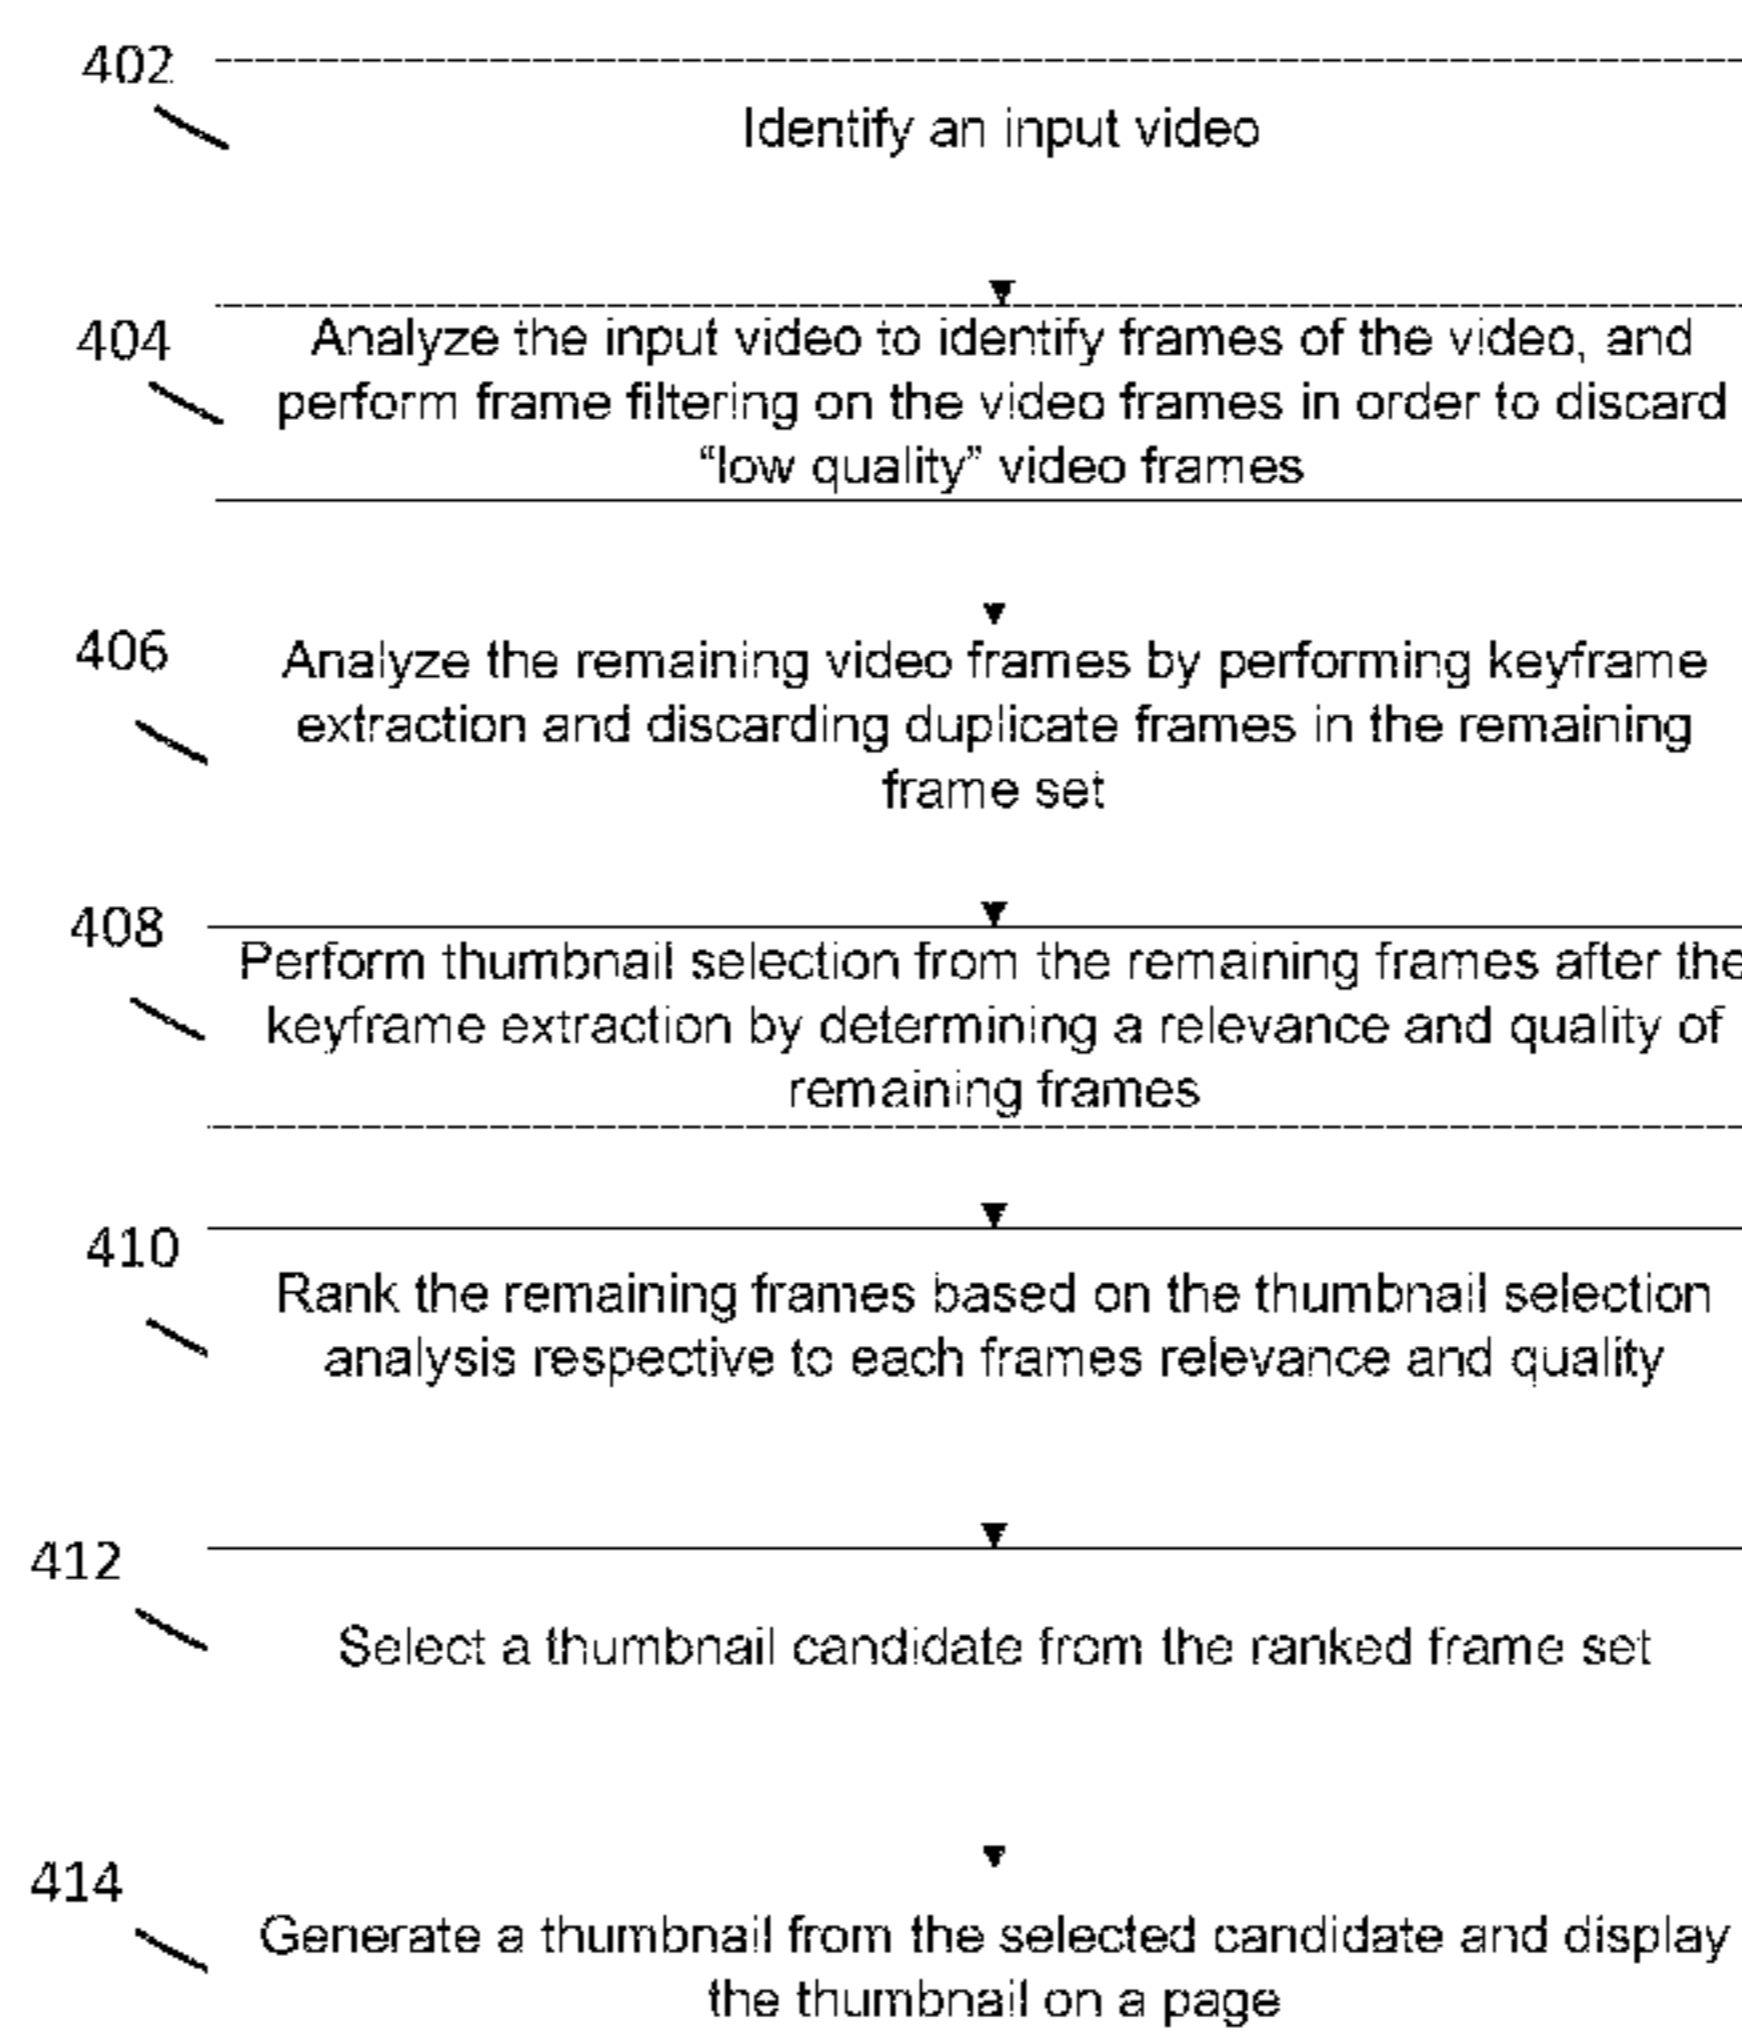 402
Identify an input video
404
Analyze the input video to identify frames of the video, and
perform frame filtering on the video frames in order to discard
“low quality” video frames
406
Analyze the remaining video frames by performing keyframe
extraction and discarding duplicate frames in the remaining
frame set
408
Perform thumbnail selection from the remaining frames after the
keyframe extraction by determining a relevance and quality of
remaining frames
410
Rank the remaining frames based on the thumbnail selection
analysis respective to each frames relevance and quality
412
Select a thumbnail candidate from the ranked frame set
414
Generate a thumbnail from the selected candidate and display
the thumbnail on a page